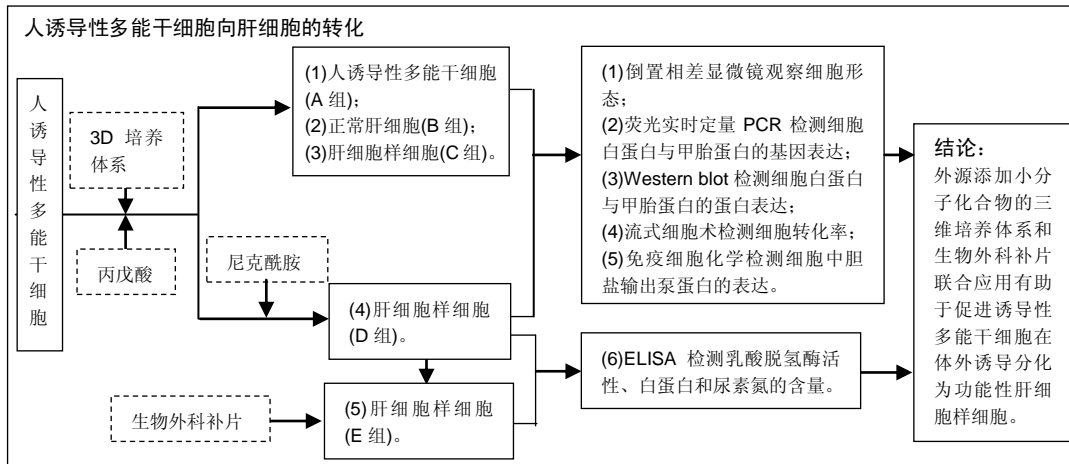 人诱导性多能干细胞向肝细胞的转化
人
诱
导
性
多
能
干
细
胞
3D 培养
体系
丙戊酸
(1)人诱导性多能干细胞
(A 组)；
(2)正常肝细胞(B 组)；
(3)肝细胞样细胞(C 组)。
尼克酰胺
(4)肝细胞样细胞
(D 组)。
生物外科补片
(5)肝细胞样细胞
(E 组)。
(1)倒置相差显微镜观察细胞形
态；
(2)荧光实时定量 PCR 检测细胞
白蛋白与甲胎蛋白的基因表达；
(3)Western blot 检测细胞白蛋白
与甲胎蛋白的蛋白表达；
(4)流式细胞术检测细胞转化率；
(5)免疫细胞化学检测细胞中胆
盐输出泵蛋白的表达。
(6)ELISA 检测乳酸脱氢酶活
性、白蛋白和尿素氮的含量。
结论：
外源添加小分
子化合物的三
维培养体系和
生物外科补片
联合应用有助
于促进诱导性
多能干细胞在
体外诱导分化
为功能性肝细
胞样细胞。